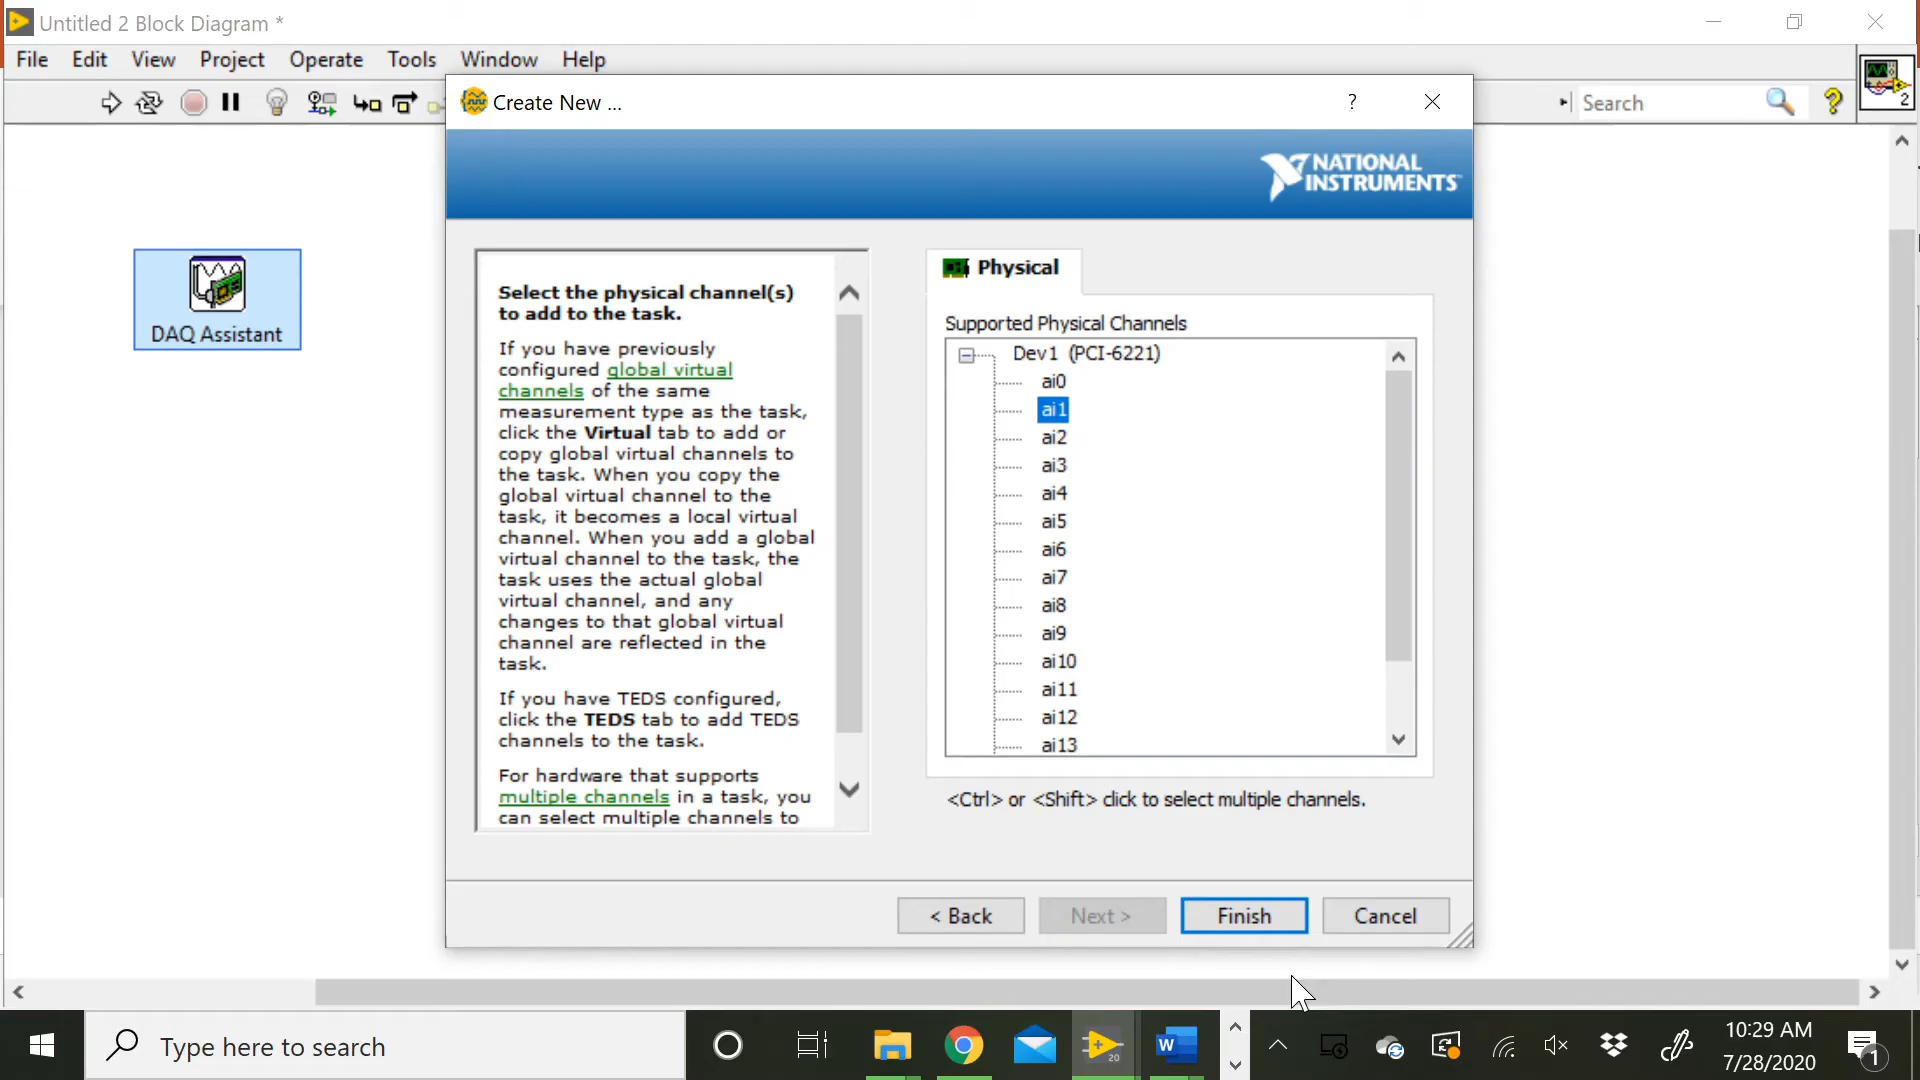 Untitled 2 Block Diagram *
File Edit View Project Operate Tools Window Help
Create New ...
?
Search
?
2
NATIONAL
INSTRUMENTS
DAQ Assistant
Select the physical channel(s)
to add to the task.
If you have previously
configured global virtual
channels of the same
measurement type as the task,
click the Virtual tab to add or
copy global virtual channels to
the task. When you copy the
global virtual channel to the
task, it becomes a local virtual
channel. When you add a global
virtual channel to the task, the
task uses the actual global
virtual channel, and any
changes to that global virtual
channel are reflected in the
task.
If you have TEDS configured,
click the TEDS tab to add TEDS
channels to the task.
For hardware that supports
multiple channels in a task, you
can select multiple channels to
Physical
Supported Physical Channels
Dev1 (PCI-6221)
ai0
ai1
ai2
ai3
ai4
ai5
ai6
ai7
ai8
ai9
ai10
ai11
ai12
ai13
<Ctrl> or <Shift> click to select multiple channels.
< Back
Next >
Finish
Cancel
Type here to search
20
W
10:29 AM
7/28/2020
1